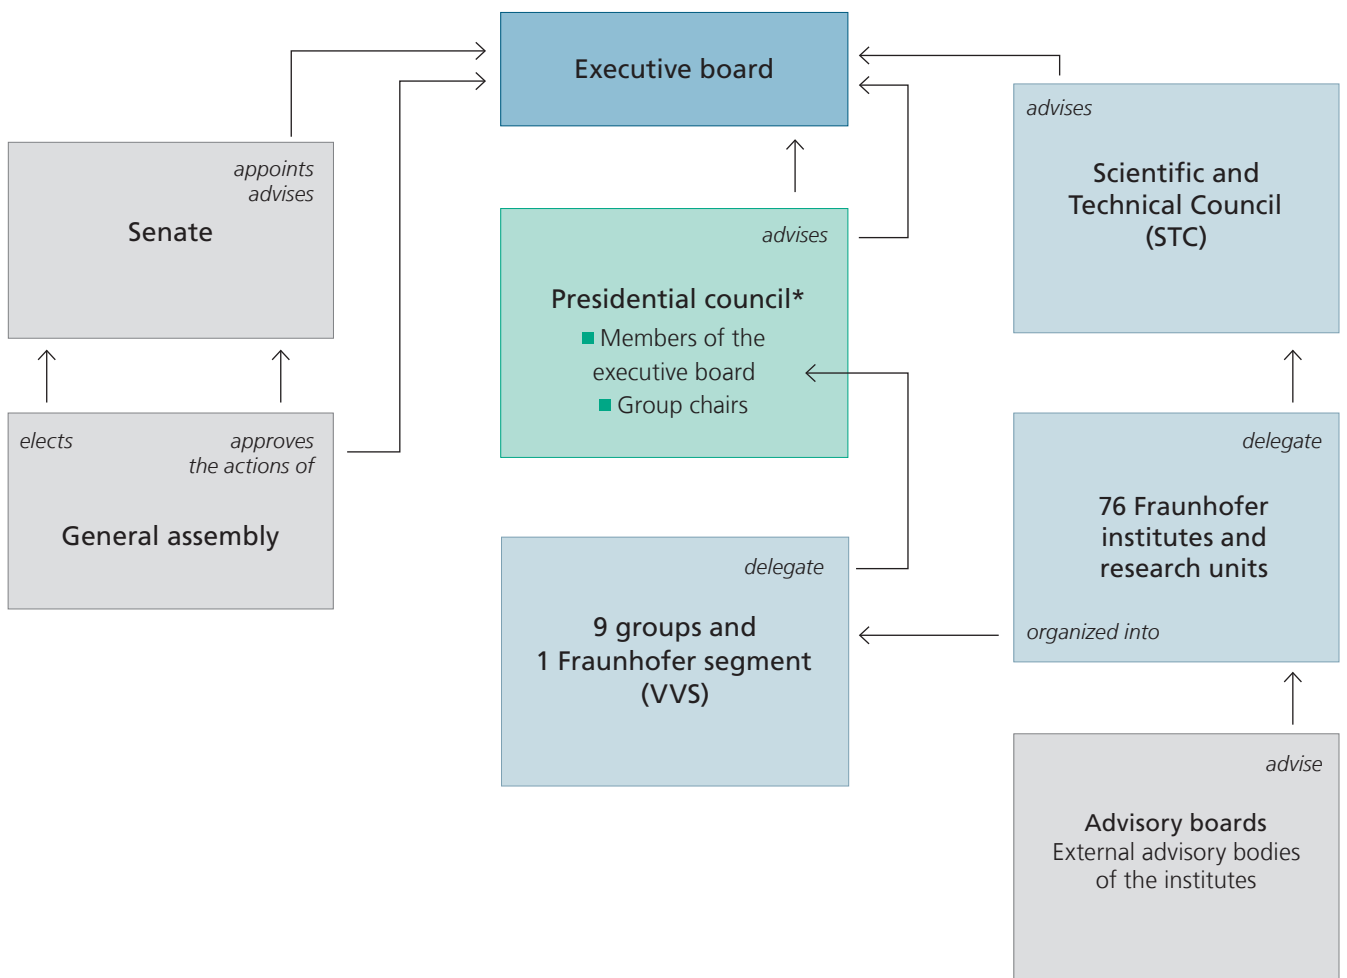 Executive board
appoints
advises
Senate
elects
approves
the actions of
General assembly
advises
Presidential council*
Members of the
executive board
Group chairs
delegate
9 groups and
1 Fraunhofer segment
(VVS)
advises
Scientific and
Technical Council
(STC)
delegate
76 Fraunhofer
institutes and
research units
organized into
advise
Advisory boards
External advisory bodies
of the institutes